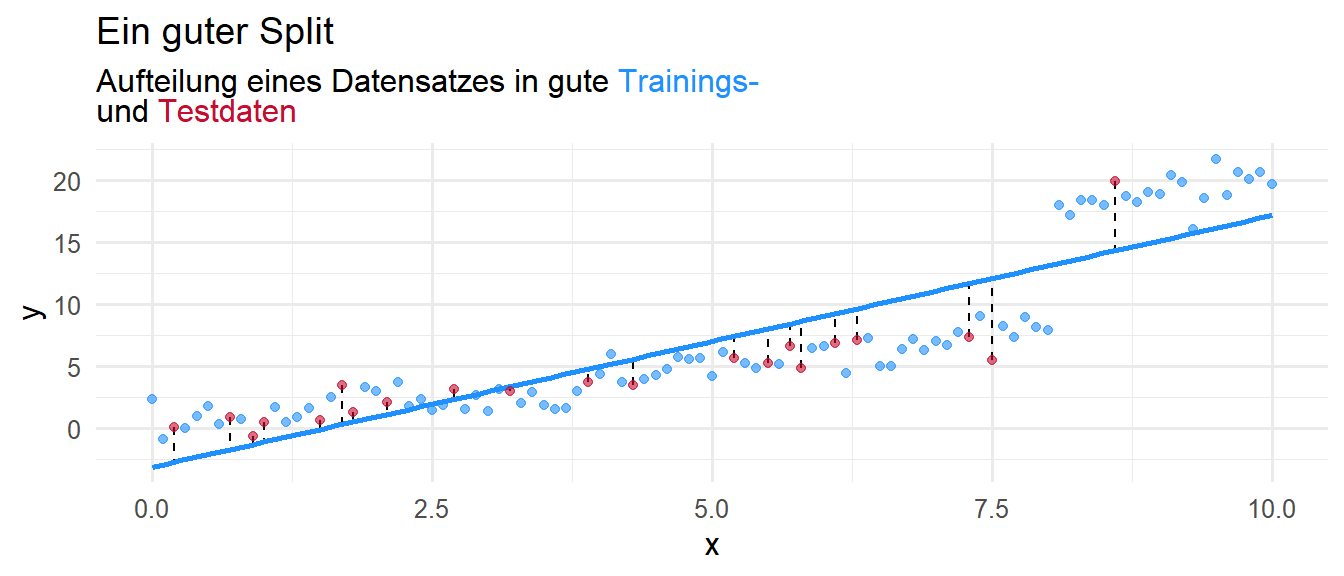 Ein guter Split
Aufteilung eines Datensatzes in gute Trainings-
und Testdaten
20
15
10
5
0
y
0.0 2.5 5.0 7.5 10.0
x